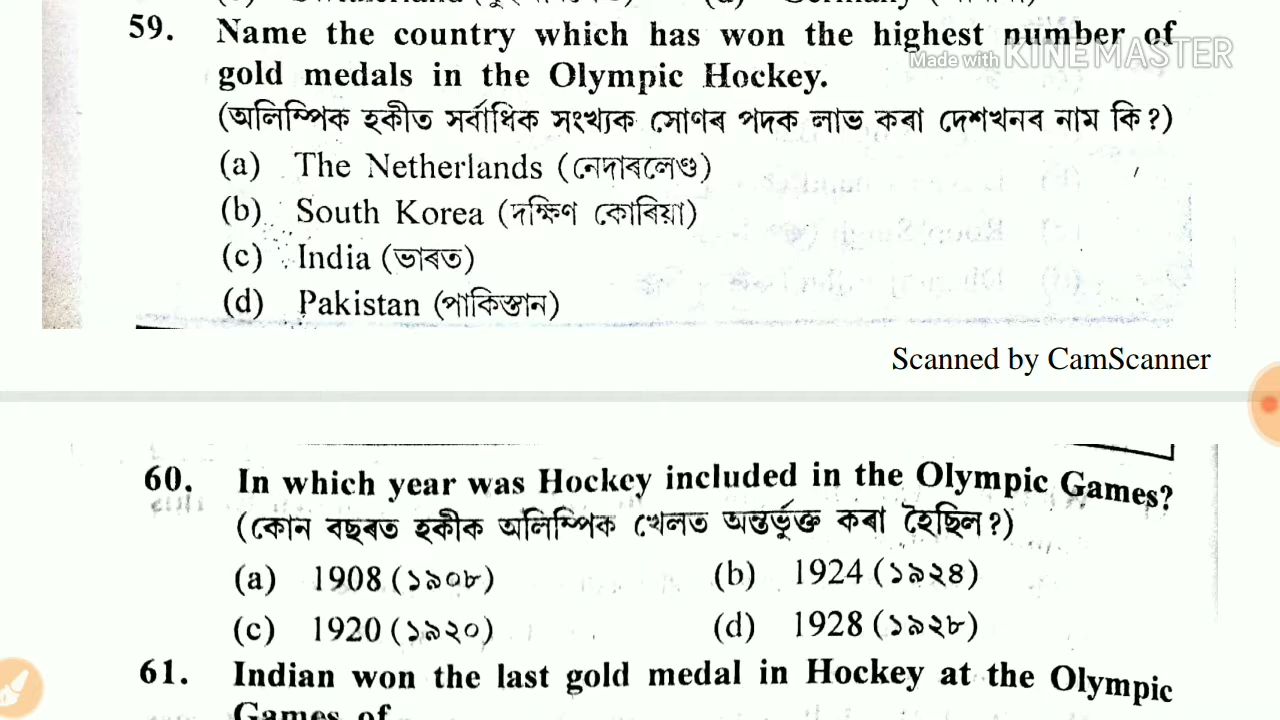 59. Name the country which has won the highest number of
gold medals in the Olympic Hockey.
Made with KINEMASTER
(অলিম্পিক হকীত সৰ্বাধিক সংখ্যক সোণৰ পদক লাভ কৰা দেশখনৰ নাম কি?)
(a) The Netherlands (নেদাৰলেণ্ড)
(b) South Korea (দক্ষিণ কোৰিয়া)
(c) India (ভাৰত)
(d) Pakistan (পাকিস্তান)
Scanned by CamScanner
60. In which year was Hockey included in the Olympic Games?
(কোন বছৰত হকীক অলিম্পিক খেলত অন্তৰ্ভুক্ত কৰা হৈছিল?)
(a) 1908 (১৯০৮) (b) 1924 (১৯২৪)
(c) 1920 (১৯২০) (d) 1928 (১৯২৮)
61. Indian won the last gold medal in Hockey at the Olympic
Games of